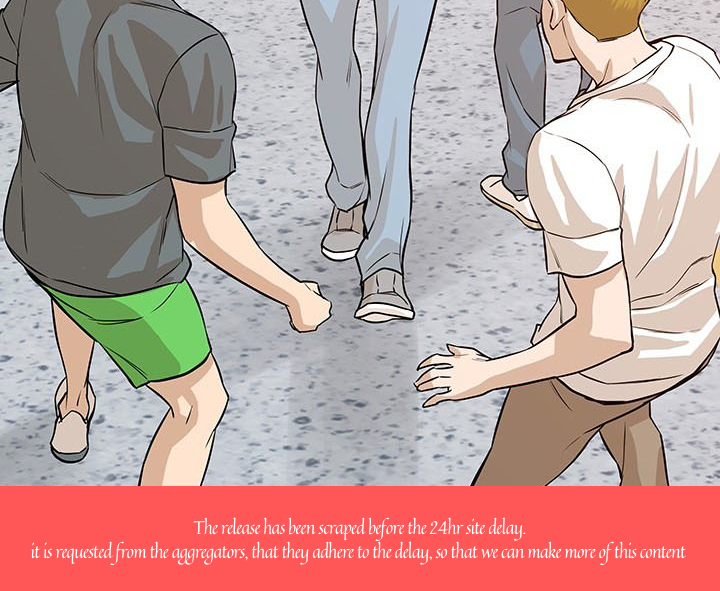 The release has been scraped before the 24hr site delay.
it is requested from the aggregators, that they adhere to the delay, so that we can make more of this content